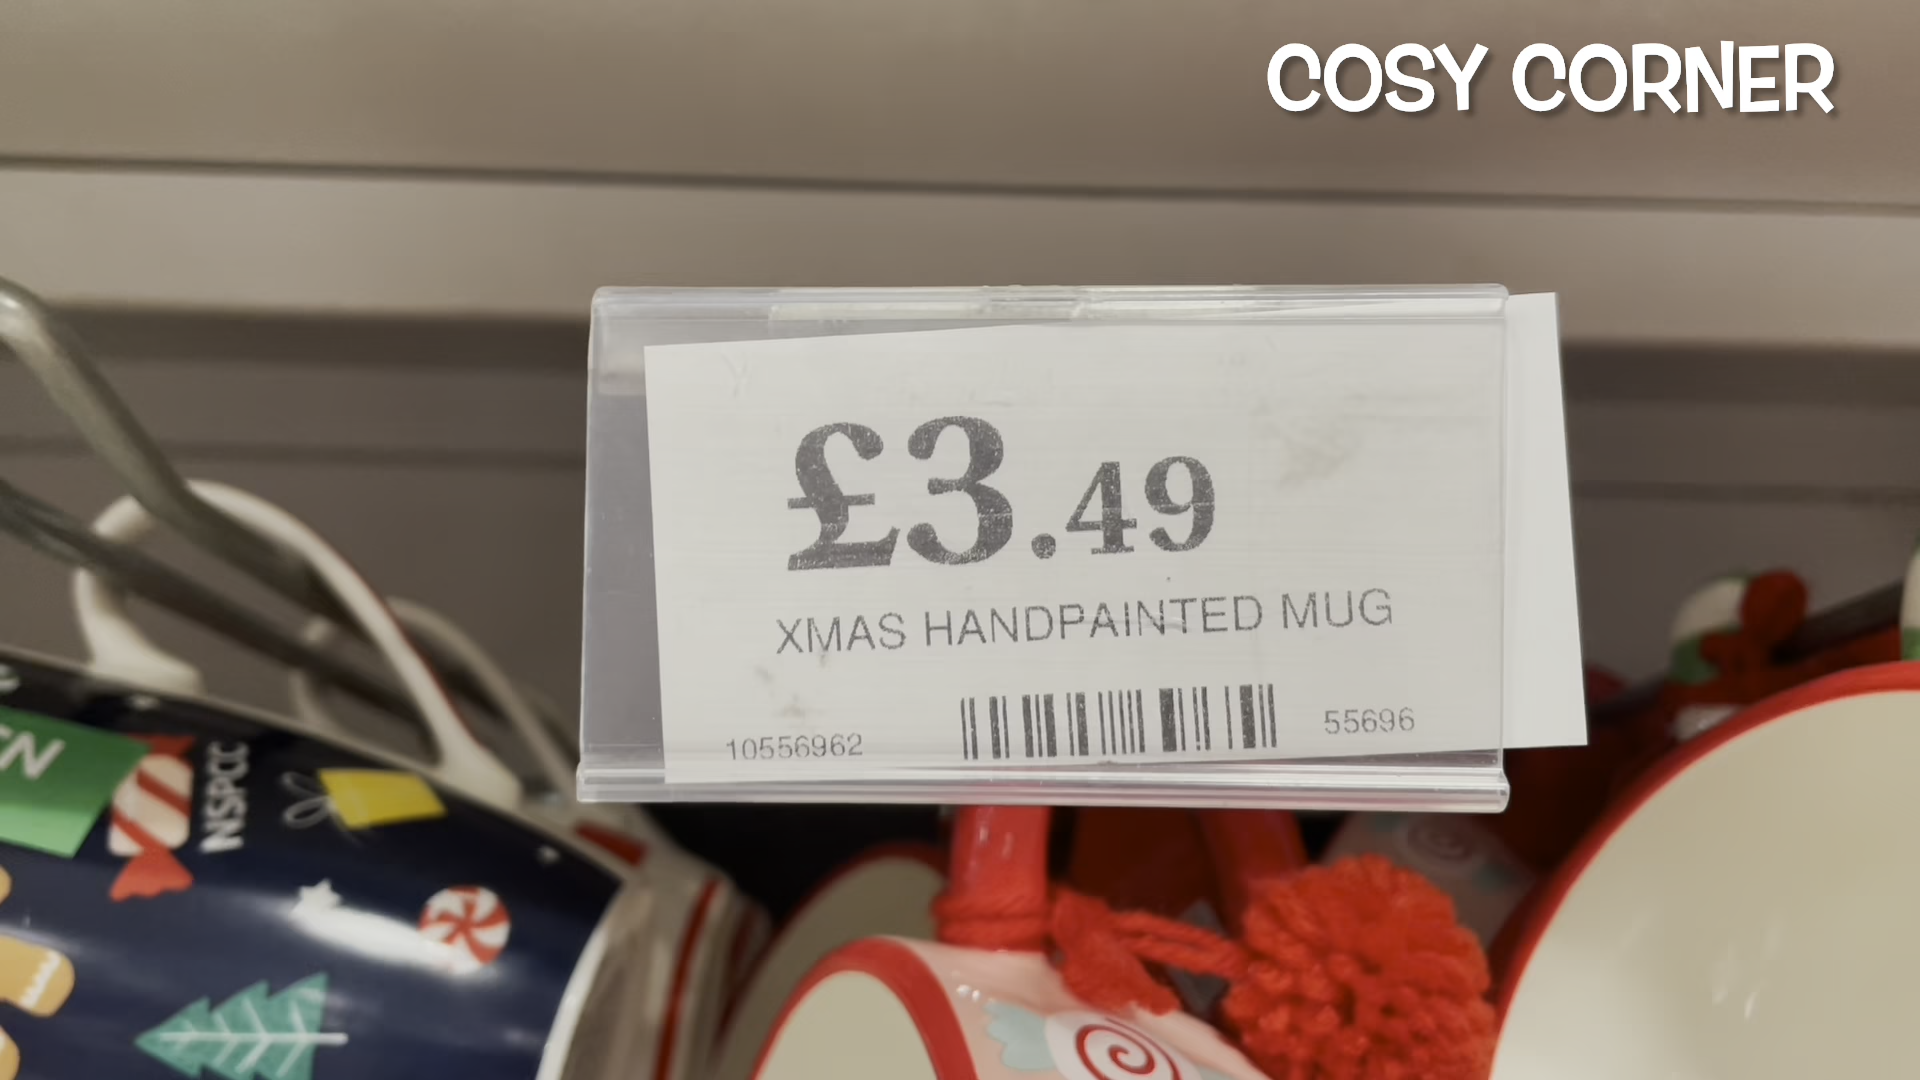 COSY CORNER
£3.49
XMAS HANDPAINTED MUG
10556962
55696
NSPCC